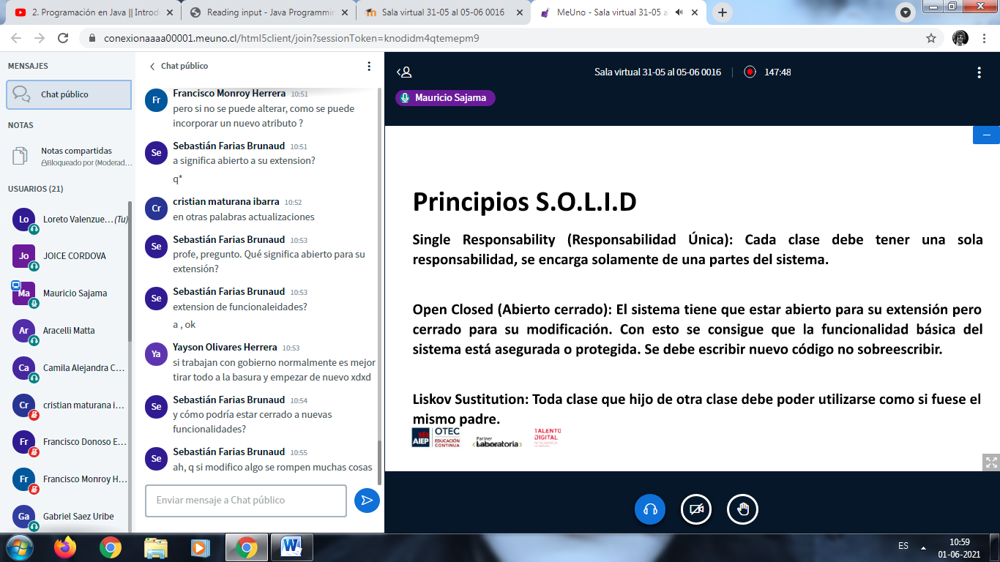 2. Programación en Java || Introd
Reading input - Java Programmin
Sala virtual 31-05 al 05-06 0016
MeUno - Sala virtual 31-05 a
conexionaaaa00001.meuno.cl/html5client/join?sessionToken=knodidm4qtemepm9
MENSAJES
Chat público
NOTAS
Notas compartidas
Bloqueado por (Moderad...
USUARIOS (21)
Lo Loreto Valenzue... (Tu)
Jo JOICE CORDOVA
Ma Mauricio Sajama
Ar Aracelli Matta
Ca Camila Alejandra C...
Cr cristian maturana i...
Fr Francisco Donoso E...
Fr Francisco Monroy H...
Ga Gabriel Saez Uribe
Chat público
Fr Francisco Monroy Herrera 10:51
pero si no se puede alterar, como se puede
incorporar un nuevo atributo ?
Se Sebastián Farias Brunaud 10:51
a significa abierto a su extension?
q*
Cr cristian maturana ibarra 10:52
en otras palabras actualizaciones
Se Sebastián Farias Brunaud 10:53
profe, pregunto. Qué significa abierto para su
extensión?
Se Sebastián Farias Brunaud 10:53
extension de funcionaleidades?
a , ok
Ya Yayson Olivares Herrera 10:53
si trabajan con gobierno normalmente es mejor
tirar todo a la basura y empezar de nuevo xdxd
Se Sebastián Farias Brunaud 10:54
y cómo podría estar cerrado a nuevas
funcionalidades?
Se Sebastián Farias Brunaud 10:55
ah, q si modifico algo se rompen muchas cosas
Enviar mensaje a Chat público
Sala virtual 31-05 al 05-06 0016 | 147:48
Mauricio Sajama
Principios S.O.L.I.D
Single Responsability (Responsabilidad Única): Cada clase debe tener una sola
responsabilidad, se encarga solamente de una partes del sistema.
Open Closed (Abierto cerrado): El sistema tiene que estar abierto para su extensión pero
cerrado para su modificación. Con esto se consigue que la funcionalidad básica del
sistema está asegurada o protegida. Se debe escribir nuevo código no sobreescribir.
Liskov Sustitution: Toda clase que hijo de otra clase debe poder utilizarse como si fuese el
mismo padre.
AIEP
OTEC
EDUCACIÓN
CONTINUA
Partner
Laboratoria
TALENTO
DIGITAL
ES
10:59
01-06-2021